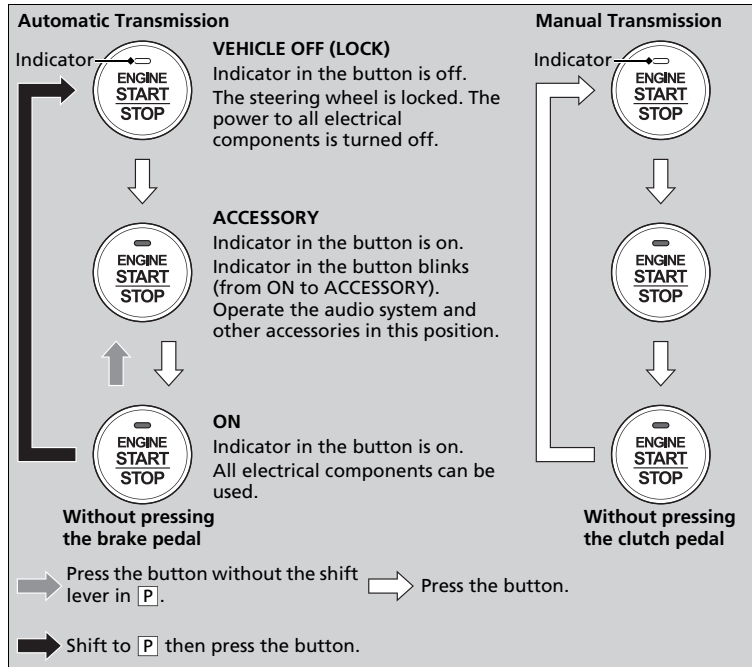 Automatic Transmission
Indicator
ENGINE
START
STOP
VEHICLE OFF (LOCK)
Indicator in the button is off.
The steering wheel is locked. The
power to all electrical
components is turned off.
ENGINE
START
STOP
ACCESSORY
Indicator in the button is on.
Indicator in the button blinks
(from ON to ACCESSORY).
Operate the audio system and
other accessories in this position.
ENGINE
START
STOP
ON
Indicator in the button is on.
All electrical components can be
used.
Without pressing
the brake pedal
Manual Transmission
Indicator
ENGINE
START
STOP
ENGINE
START
STOP
ENGINE
START
STOP
Without pressing
the clutch pedal
Press the button without the shift
lever in P.
Press the button.
Shift to P then press the button.